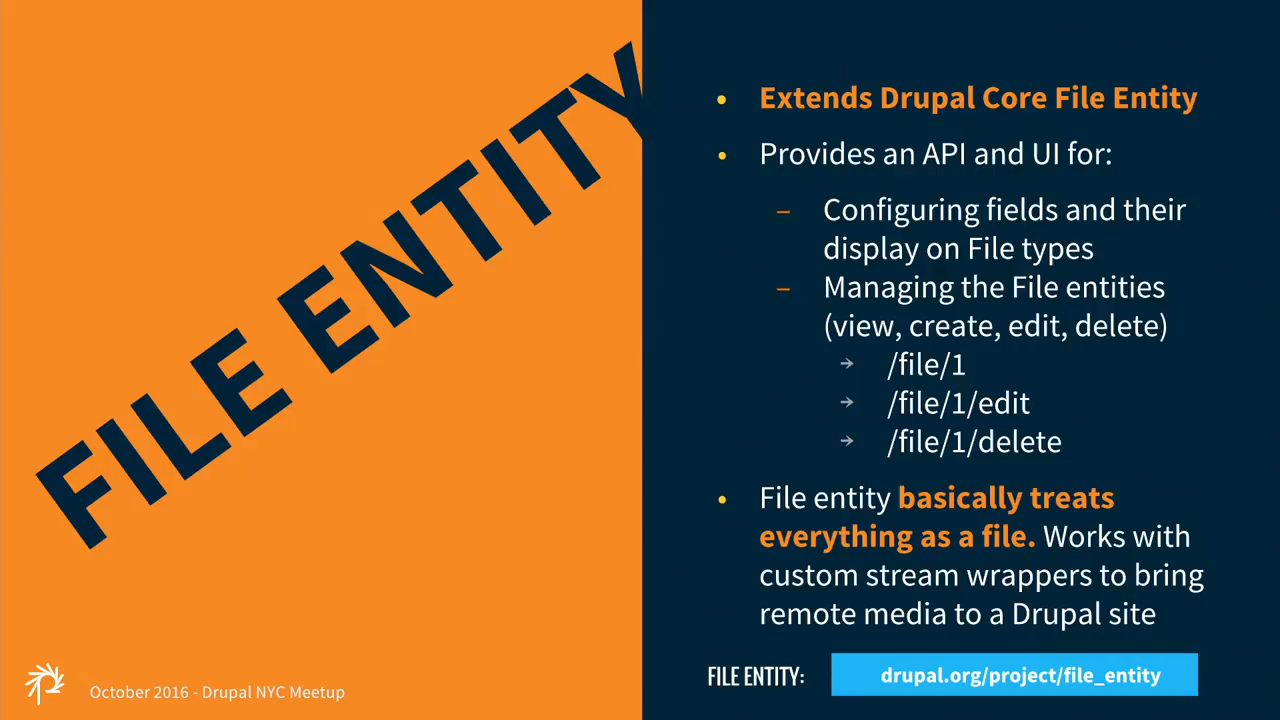 FILE ENTITY
• Extends Drupal Core File Entity
• Provides an API and UI for:
– Configuring fields and their
display on File types
– Managing the File entities
(view, create, edit, delete)
→ /file/1
→ /file/1/edit
→ /file/1/delete
• File entity basically treats
everything as a file. Works with
custom stream wrappers to bring
remote media to a Drupal site
FILE ENTITY: drupal.org/project/file_entity
October 2016 - Drupal NYC Meetup